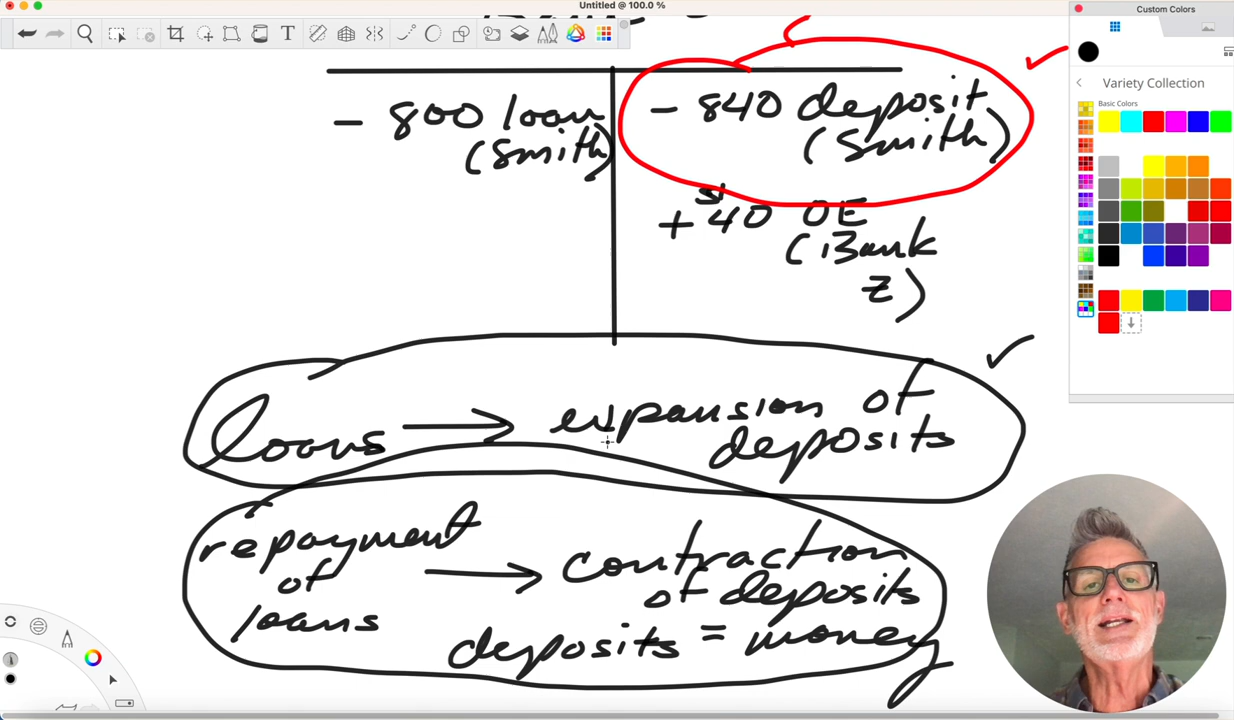 Untitled @ 100.0 %
Custom Colors
Variety Collection
Basic Colors
- 800 loan
(Smith)
- 840 deposit
(Smith)
+ $40 OE
(Bank
Z)
loans → expansion of
deposits
repayment
of
loans
→ contraction
of deposits
deposits = money